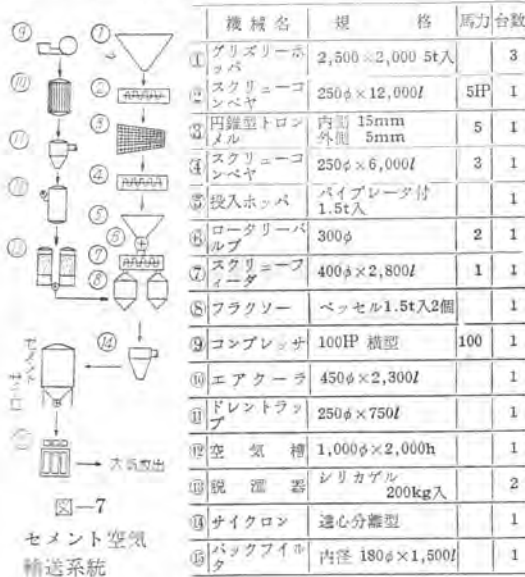 ⑨
①
⑩
②
⑪
③
④
⑤
⑥
⑦
⑧
⑭
セメント
サイロ
大気放出
図―7
セメント空気
輸送系統
機械名 規格 馬力 台数
① グリズリーホッパ 2,500×2,000 5t入 3
② スクリューコンベヤ 250φ×12,000l 5HP 1
③ 円錐型トロンメル 内側 15mm 外側 5mm 5 1
④ スクリューコンベヤ 250φ×6,000l 3 1
⑤ 投入ホッパ バイブレータ付 1.5t入 1
⑥ ロータリーバルブ 300φ 2 1
⑦ スクリューフィーダ 400φ×2,800l 1 1
⑧ フラクソー ベッセル1.5t入2個 1
⑨ コンプレッサ 100HP 横型 100 1
⑩ エアクーラ 450φ×2,300l 1
⑪ ドレントラップ 250φ×750l 1
⑫ 空気槽 1,000φ×2,000h 1
⑬ 脱湿器 シリカゲル 200kg入 2
⑭ サイクロン 遠心分離型 1
⑮ バックフイルタ 内径 180φ×1,500l 1